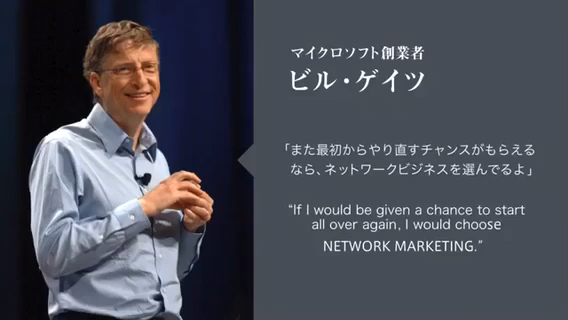 マイクロソフト創業者
ビル・ゲイツ
「また最初からやり直すチャンスがもらえる
なら、ネットワークビジネスを選んでるよ」
“If I would be given a chance to start
all over again, I would choose
NETWORK MARKETING.”